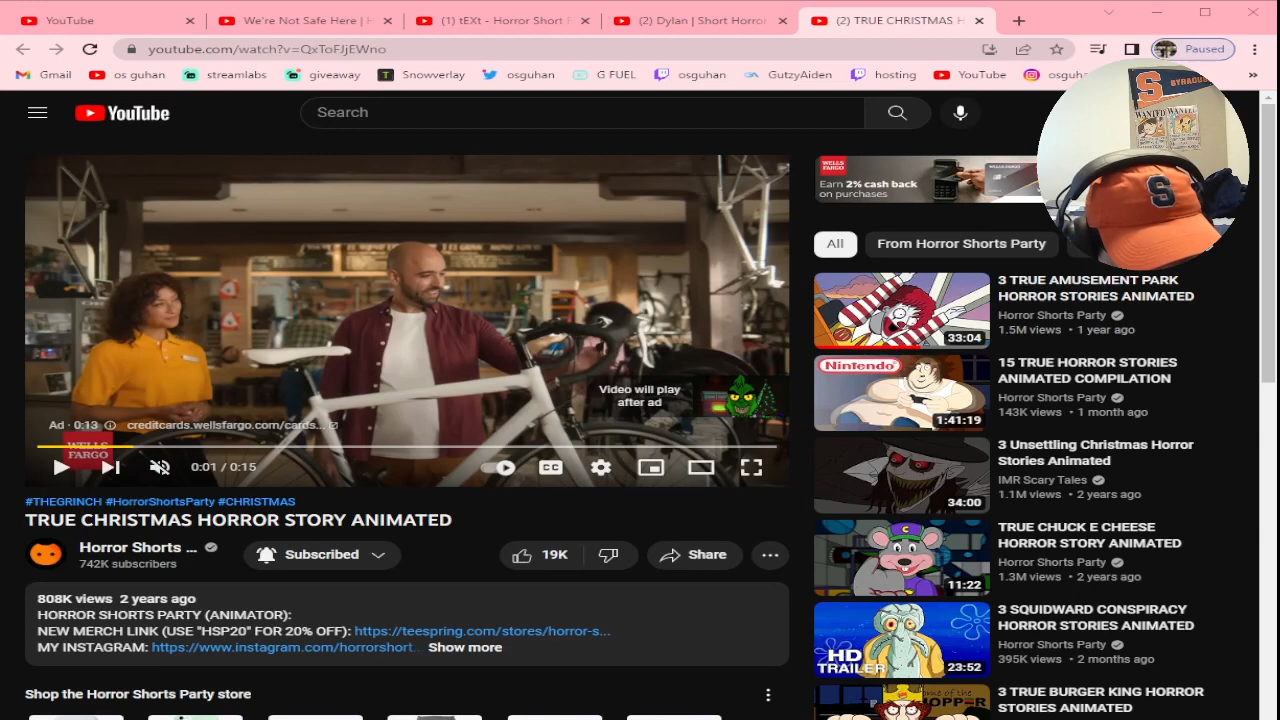 YouTube
We're Not Safe Here | H
(1) tEXt - Horror Short F
(2) Dylan | Short Horror
(2) TRUE CHRISTMAS H
youtube.com/watch?v=QxToFJjEWno
Paused
Gmail
os guhan
streamlabs
giveaway
Snowverlay
osguhan
G FUEL
osguhan
GutzyAiden
hosting
YouTube
osguha
YouTube
Search
S
SYRACUS
WANTED
WANTED
S
WELLS
FARGO
Earn 2% cash back
on purchases
All
From Horror Shorts Party
Video will play
after ad
Ad · 0:13
creditcards.wellsfargo.com/cards...
WELLS
FARGO
CC
0:01 / 0:15
#THEGRINCH #HorrorShortsParty #CHRISTMAS
TRUE CHRISTMAS HORROR STORY ANIMATED
Horror Shorts ...
742K subscribers
Subscribed
19K
Share
808K views 2 years ago
HORROR SHORTS PARTY (ANIMATOR):
NEW MERCH LINK (USE "HSP20" FOR 20% OFF): https://teespring.com/stores/horror-s...
MY INSTAGRAM: https://www.instagram.com/horrorshort... Show more
Shop the Horror Shorts Party store
33:04
3 TRUE AMUSEMENT PARK
HORROR STORIES ANIMATED
Horror Shorts Party
1.5M views • 1 year ago
Nintendo
1:41:19
15 TRUE HORROR STORIES
ANIMATED COMPILATION
Horror Shorts Party
143K views • 1 month ago
34:00
3 Unsettling Christmas Horror
Stories Animated
IMR Scary Tales
1.1M views • 2 years ago
C
11:22
TRUE CHUCK E CHEESE
HORROR STORY ANIMATED
Horror Shorts Party
1.3M views • 2 years ago
HD
TRAILER
23:52
3 SQUIDWARD CONSPIRACY
HORROR STORIES ANIMATED
Horror Shorts Party
395K views • 2 months ago
3 TRUE BURGER KING HORROR
STORIES ANIMATED